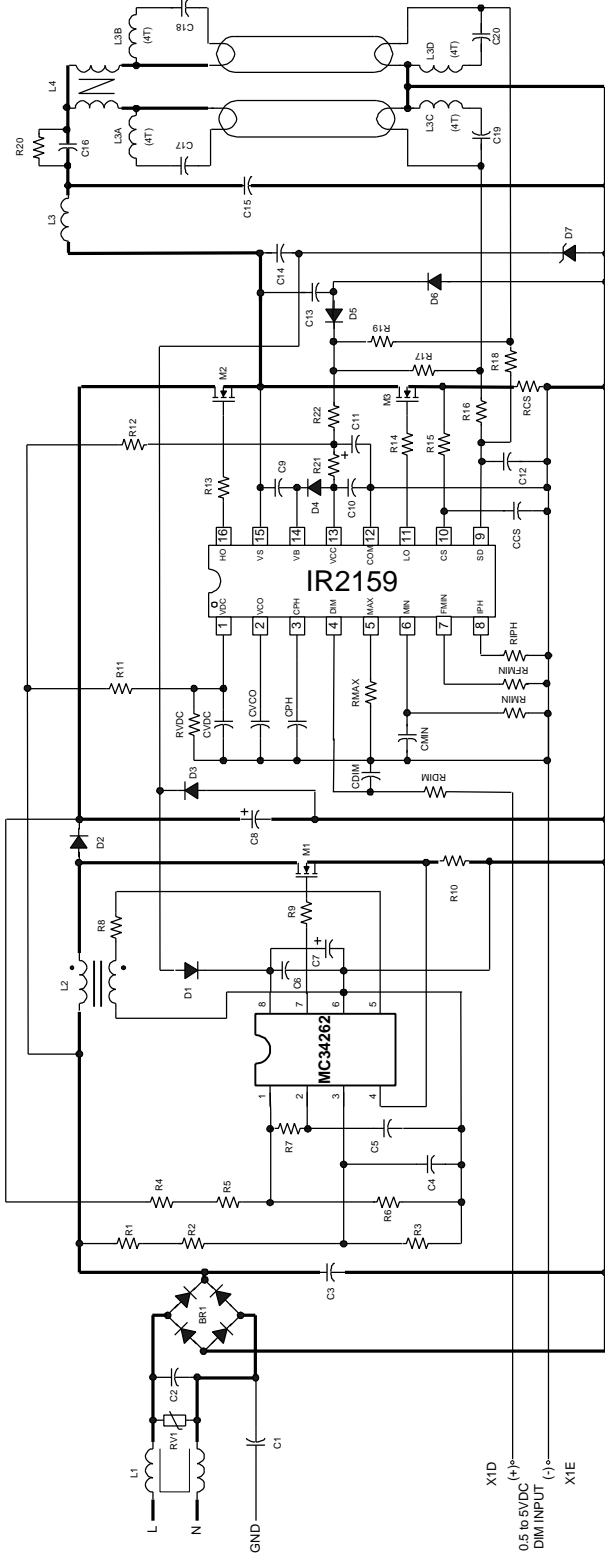 L
N
GND
L1
RV1
C2
C1
BR1
C3
R1
R2
R3
R4
R5
R6
R7
C5
C4
1
2
3
4
MC34262
8
7
6
5
L2
R8
D1
C6
C7
R9
M1
R10
D2
C8
D3
R11
RVDC
CVDC
CVCO
CPH
CDIM
RDIM
RMAX
CMIN
RMIN
RFMIN
RIPH
1
2
3
4
5
6
7
8
VDC
VCO
CPH
DIM
MAX
MIN
FMIN
IPH
IR2159
HO
VS
VB
VCC
COM
LO
CS
SD
16
15
14
13
12
11
10
9
R13
R12
C9
D4
R21
C10
C11
R22
R14
R15
CCS
C12
R16
R18
RCS
M2
M3
R17
R19
D5
D6
C13
C14
D7
L3
C15
R20
C16
L4
L3A
(4T)
C17
L3B
(4T)
C18
L3C
(4T)
C19
L3D
(4T)
C20
X1D
(+)
0.5 to 5VDC
DIM INPUT
(-)
X1E